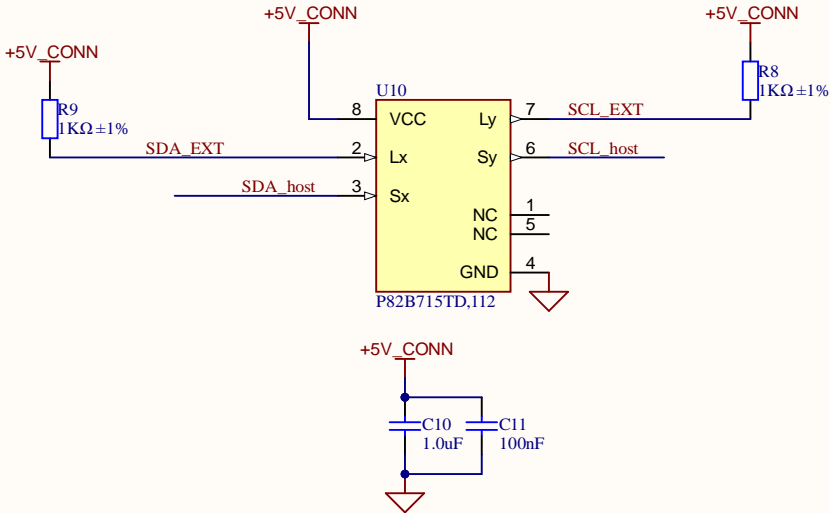 +5V_CONN
+5V_CONN
+5V_CONN
R9
1KΩ±1%
R8
1KΩ±1%
U10
8 VCC Ly 7 SCL_EXT
SDA_EXT 2 Lx Sy 6 SCL_host
SDA_host 3 Sx
NC 1
NC 5
GND 4
P82B715TD,112
+5V_CONN
C10
1.0uF
C11
100nF